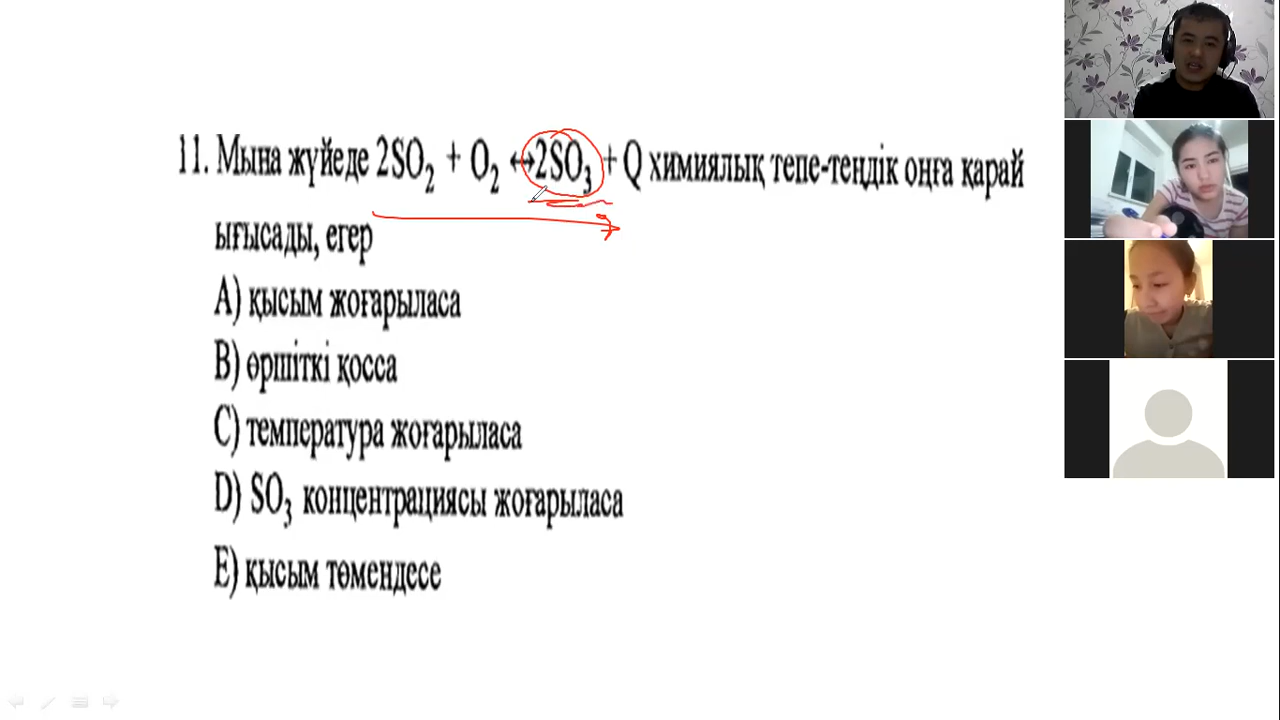 11. Мына жүйеде 2SO₂ + O₂ ↔2SO₃ + Q химиялық тепе-теңдік оңға қарай
ығысады, егер
A) қысым жоғарыласа
B) өршіткі қосса
C) температура жоғарыласа
D) SO₃ концентрациясы жоғарыласа
E) қысым төмендесе